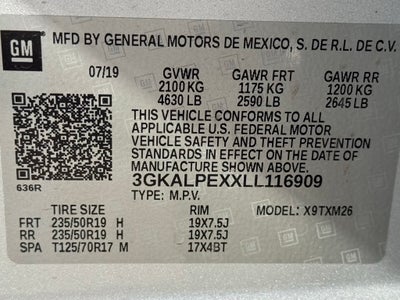 GM MFD BY GENERAL MOTORS DE MEXICO, S. DE R.L. DE C.V.
07/19 GVWR GAWR FRT GAWR RR
2100 KG 1175 KG 1200 KG
4630 LB 2590 LB 2645 LB
THIS VEHICLE CONFORMS TO ALL
APPLICABLE U.S. FEDERAL MOTOR
VEHICLE SAFETY AND THEFT PREVENTION
STANDARDS IN EFFECT ON THE DATE OF
MANUFACTURE SHOWN ABOVE.
3GKALPEXXLL116909
636R
TYPE: M.P.V.
TIRE SIZE RIM MODEL: X9TXM26
FRT 235/50R19 H 19X7.5J
RR 235/50R19 H 19X7.5J
SPA T125/70R17 M 17X4BT